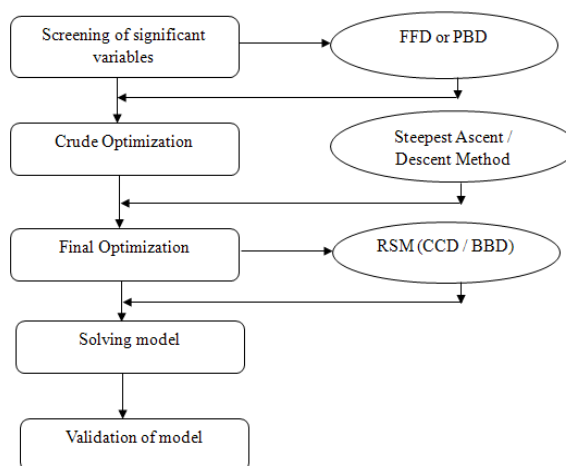 Screening of significant
variables
FFD or PBD
Crude Optimization
Steepest Ascent /
Descent Method
Final Optimization
RSM (CCD / BBD)
Solving model
Validation of model